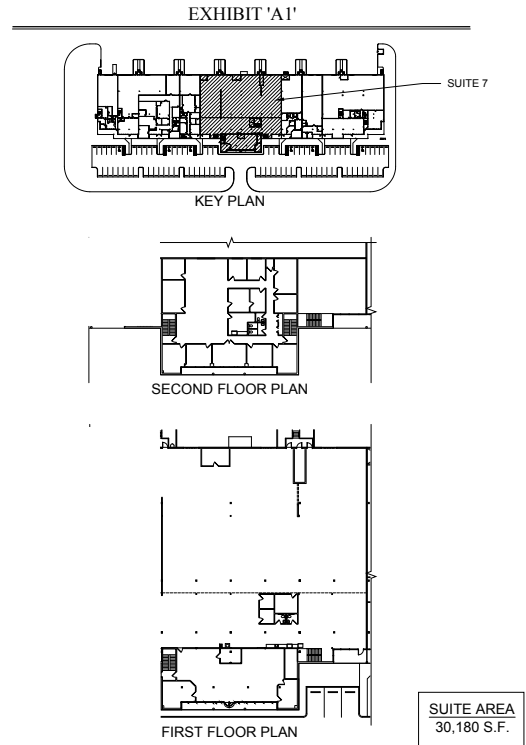 EXHIBIT 'A1'
SUITE 7
KEY PLAN
SECOND FLOOR PLAN
FIRST FLOOR PLAN
SUITE AREA
30,180 S.F.